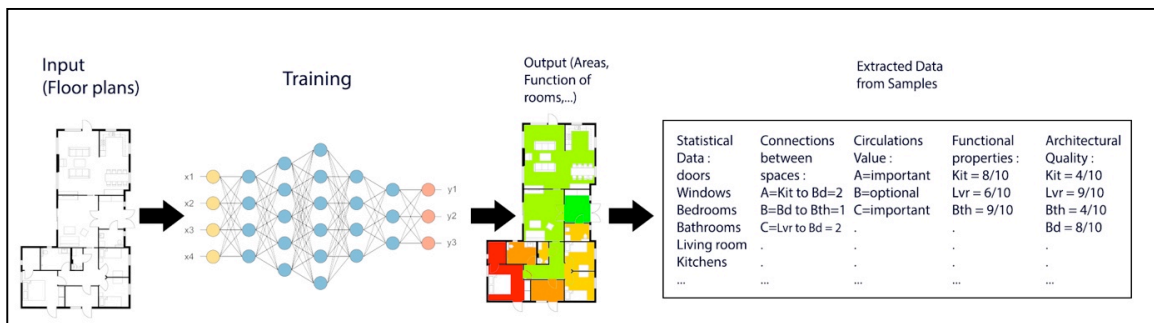 Input
(Floor plans)
Training
x1
x2
x3
x4
y1
y2
y3
Output (Areas,
Function of
rooms,...)
Extracted Data
from Samples
Statistical
Data :
doors
Windows
Bedrooms
Bathrooms
Living room
Kitchens
...
Connections
between
spaces :
A=Kit to Bd=2
B=Bd to Bth=1
C=Lvr to Bd = 2
.
.
...
Circulations
Value :
A=important
B=optional
C=important
.
.
.
...
Functional
properties :
Kit = 8/10
Lvr = 6/10
Bth = 9/10
.
.
.
...
Architectural
Quality :
Kit = 4/10
Lvr = 9/10
Bth = 4/10
Bd = 8/10
.
.
...